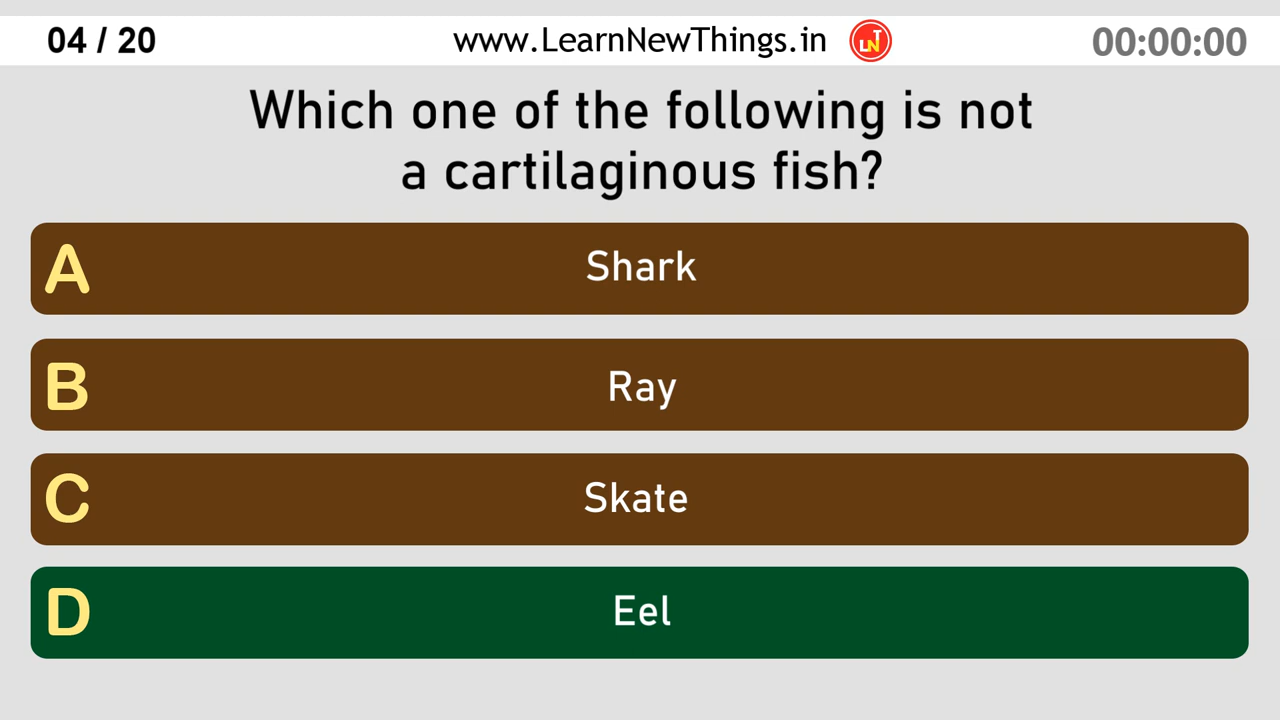 04 / 20
www.LearnNewThings.in
LNT
00:00:00
Which one of the following is not
a cartilaginous fish?
A Shark
B Ray
C Skate
D Eel